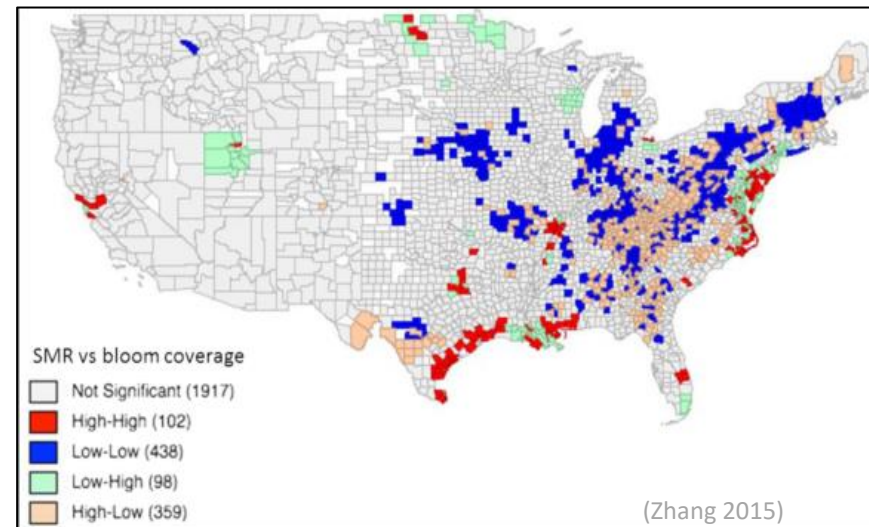 SMR vs bloom coverage
Not Significant (1917)
High-High (102)
Low-Low (438)
Low-High (98)
High-Low (359)
(Zhang 2015)